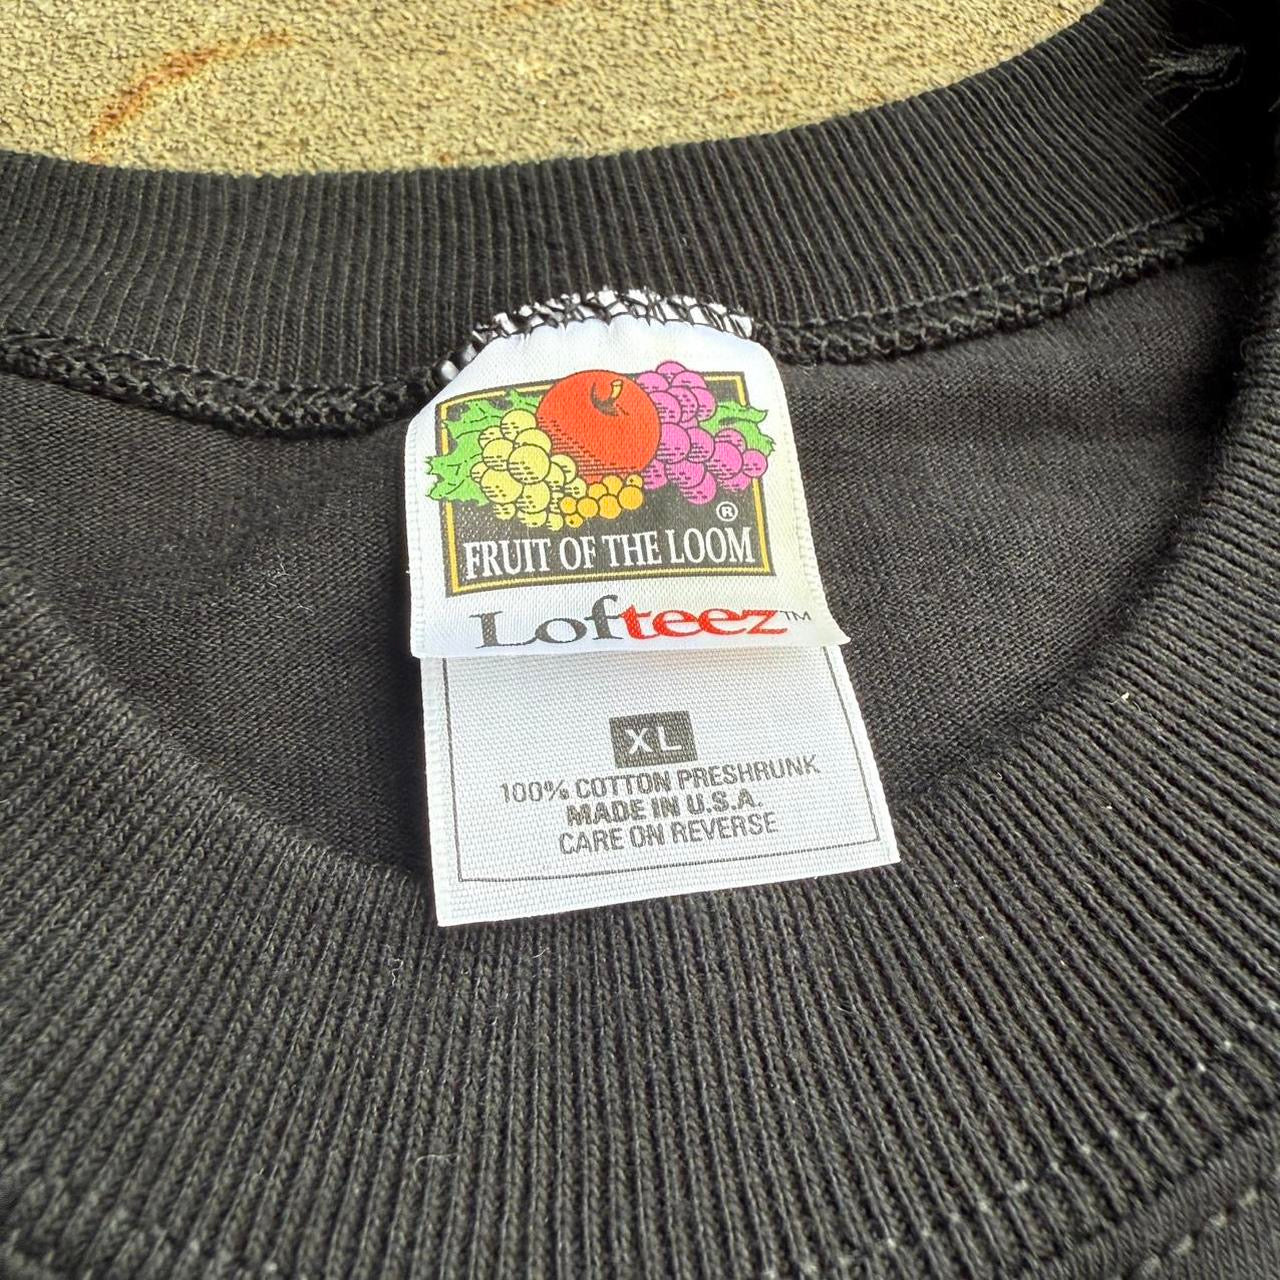 ®
FRUIT OF THE LOOM
Lofteez™
XL
100% COTTON PRESHRUNK
MADE IN U.S.A.
CARE ON REVERSE